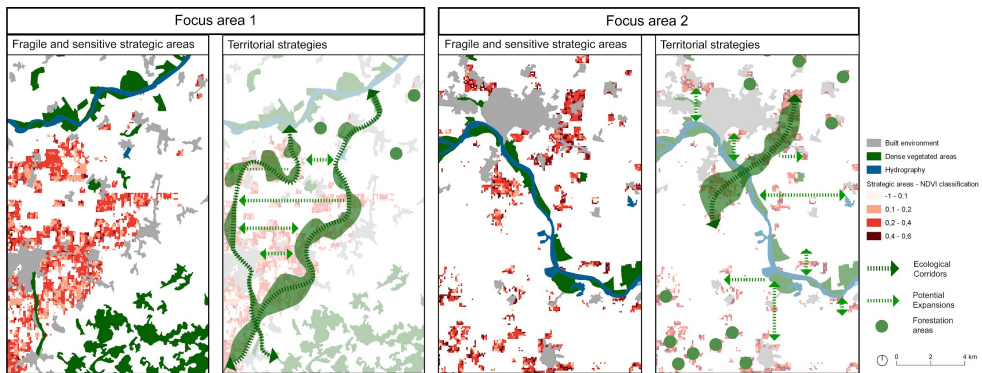 Focus area 1
Focus area 2
Fragile and sensitive strategic areas
Territorial strategies
Fragile and sensitive strategic areas
Territorial strategies
Built environment
Dense vegetated areas
Hydrography
Strategic areas - NDVI classification
-1 - 0,1
0,1 - 0,2
0,2 - 0,4
0,4 - 0,6
Ecological
Corridors
Potential
Expansions
Forestation
areas
0 2 4 km